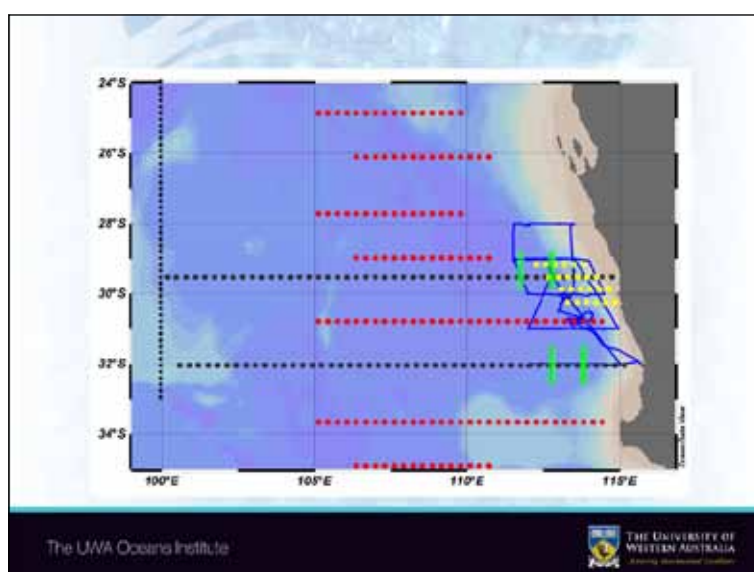 24°S
26°S
28°S
30°S
32°S
34°S
100°E
105°E
110°E
115°E
The UWA Oceans Institute
THE UNIVERSITY OF
WESTERN AUSTRALIA